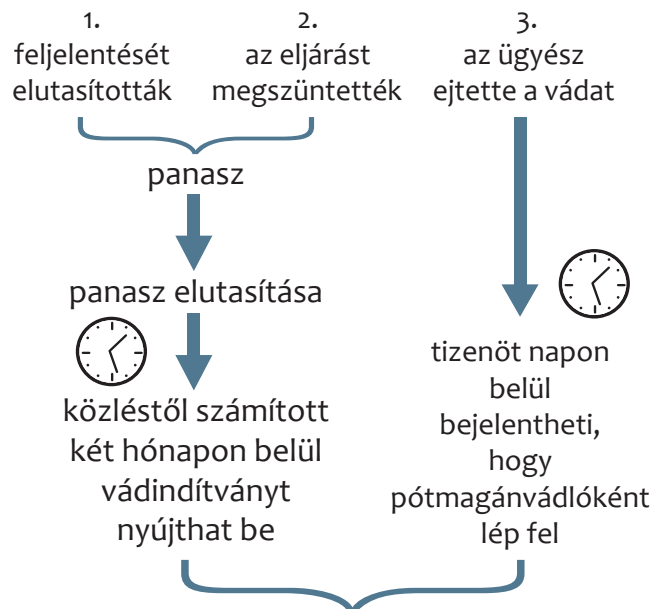 1.
feljelentését
elutasították
2.
az eljárást
megszüntették
3.
az ügyész
ejtette a vádat
panasz
panasz elutasítása
közléstől számított
két hónapon belül
vádindítványt
nyújthat be
tizenöt napon
belül
bejelentheti,
hogy
pótmagánvádlóként
lép fel